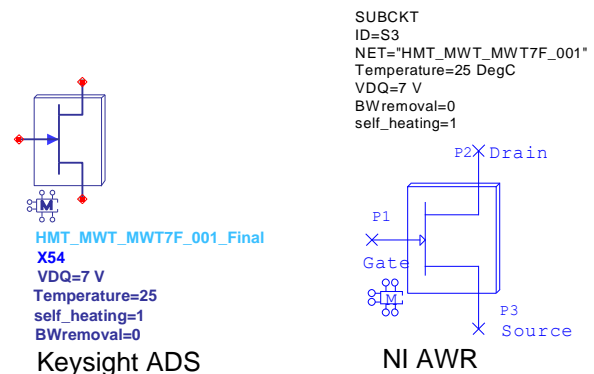 SUBCKT
ID=S3
NET="HMT_MWT_MWT7F_001"
Temperature=25 DegC
VDQ=7 V
BWremoval=0
self_heating=1
P2 Drain
P1
Gate
M
P3
Source
NI AWR
M
HMT_MWT_MWT7F_001_Final
X54
VDQ=7 V
Temperature=25
self_heating=1
BWremoval=0
Keysight ADS